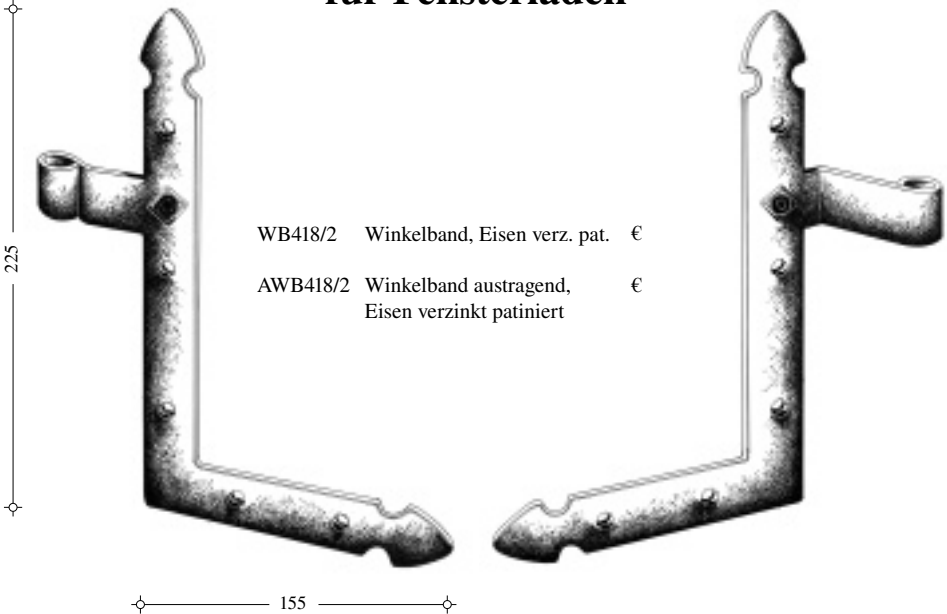 für Fensterläden
225
WB418/2 Winkelband, Eisen verz. pat. €
AWB418/2 Winkelband austragend, €
Eisen verzinkt patiniert
155